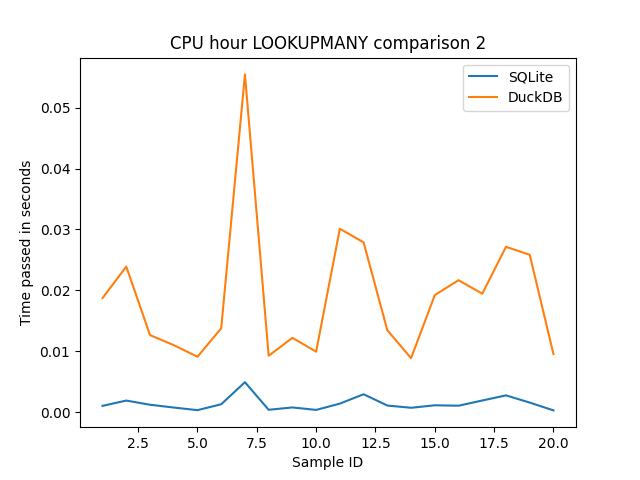 CPU hour LOOKUPMANY comparison 2
SQLite
DuckDB
Time passed in seconds
0.05
0.04
0.03
0.02
0.01
0.00
2.5 5.0 7.5 10.0 12.5 15.0 17.5 20.0
Sample ID